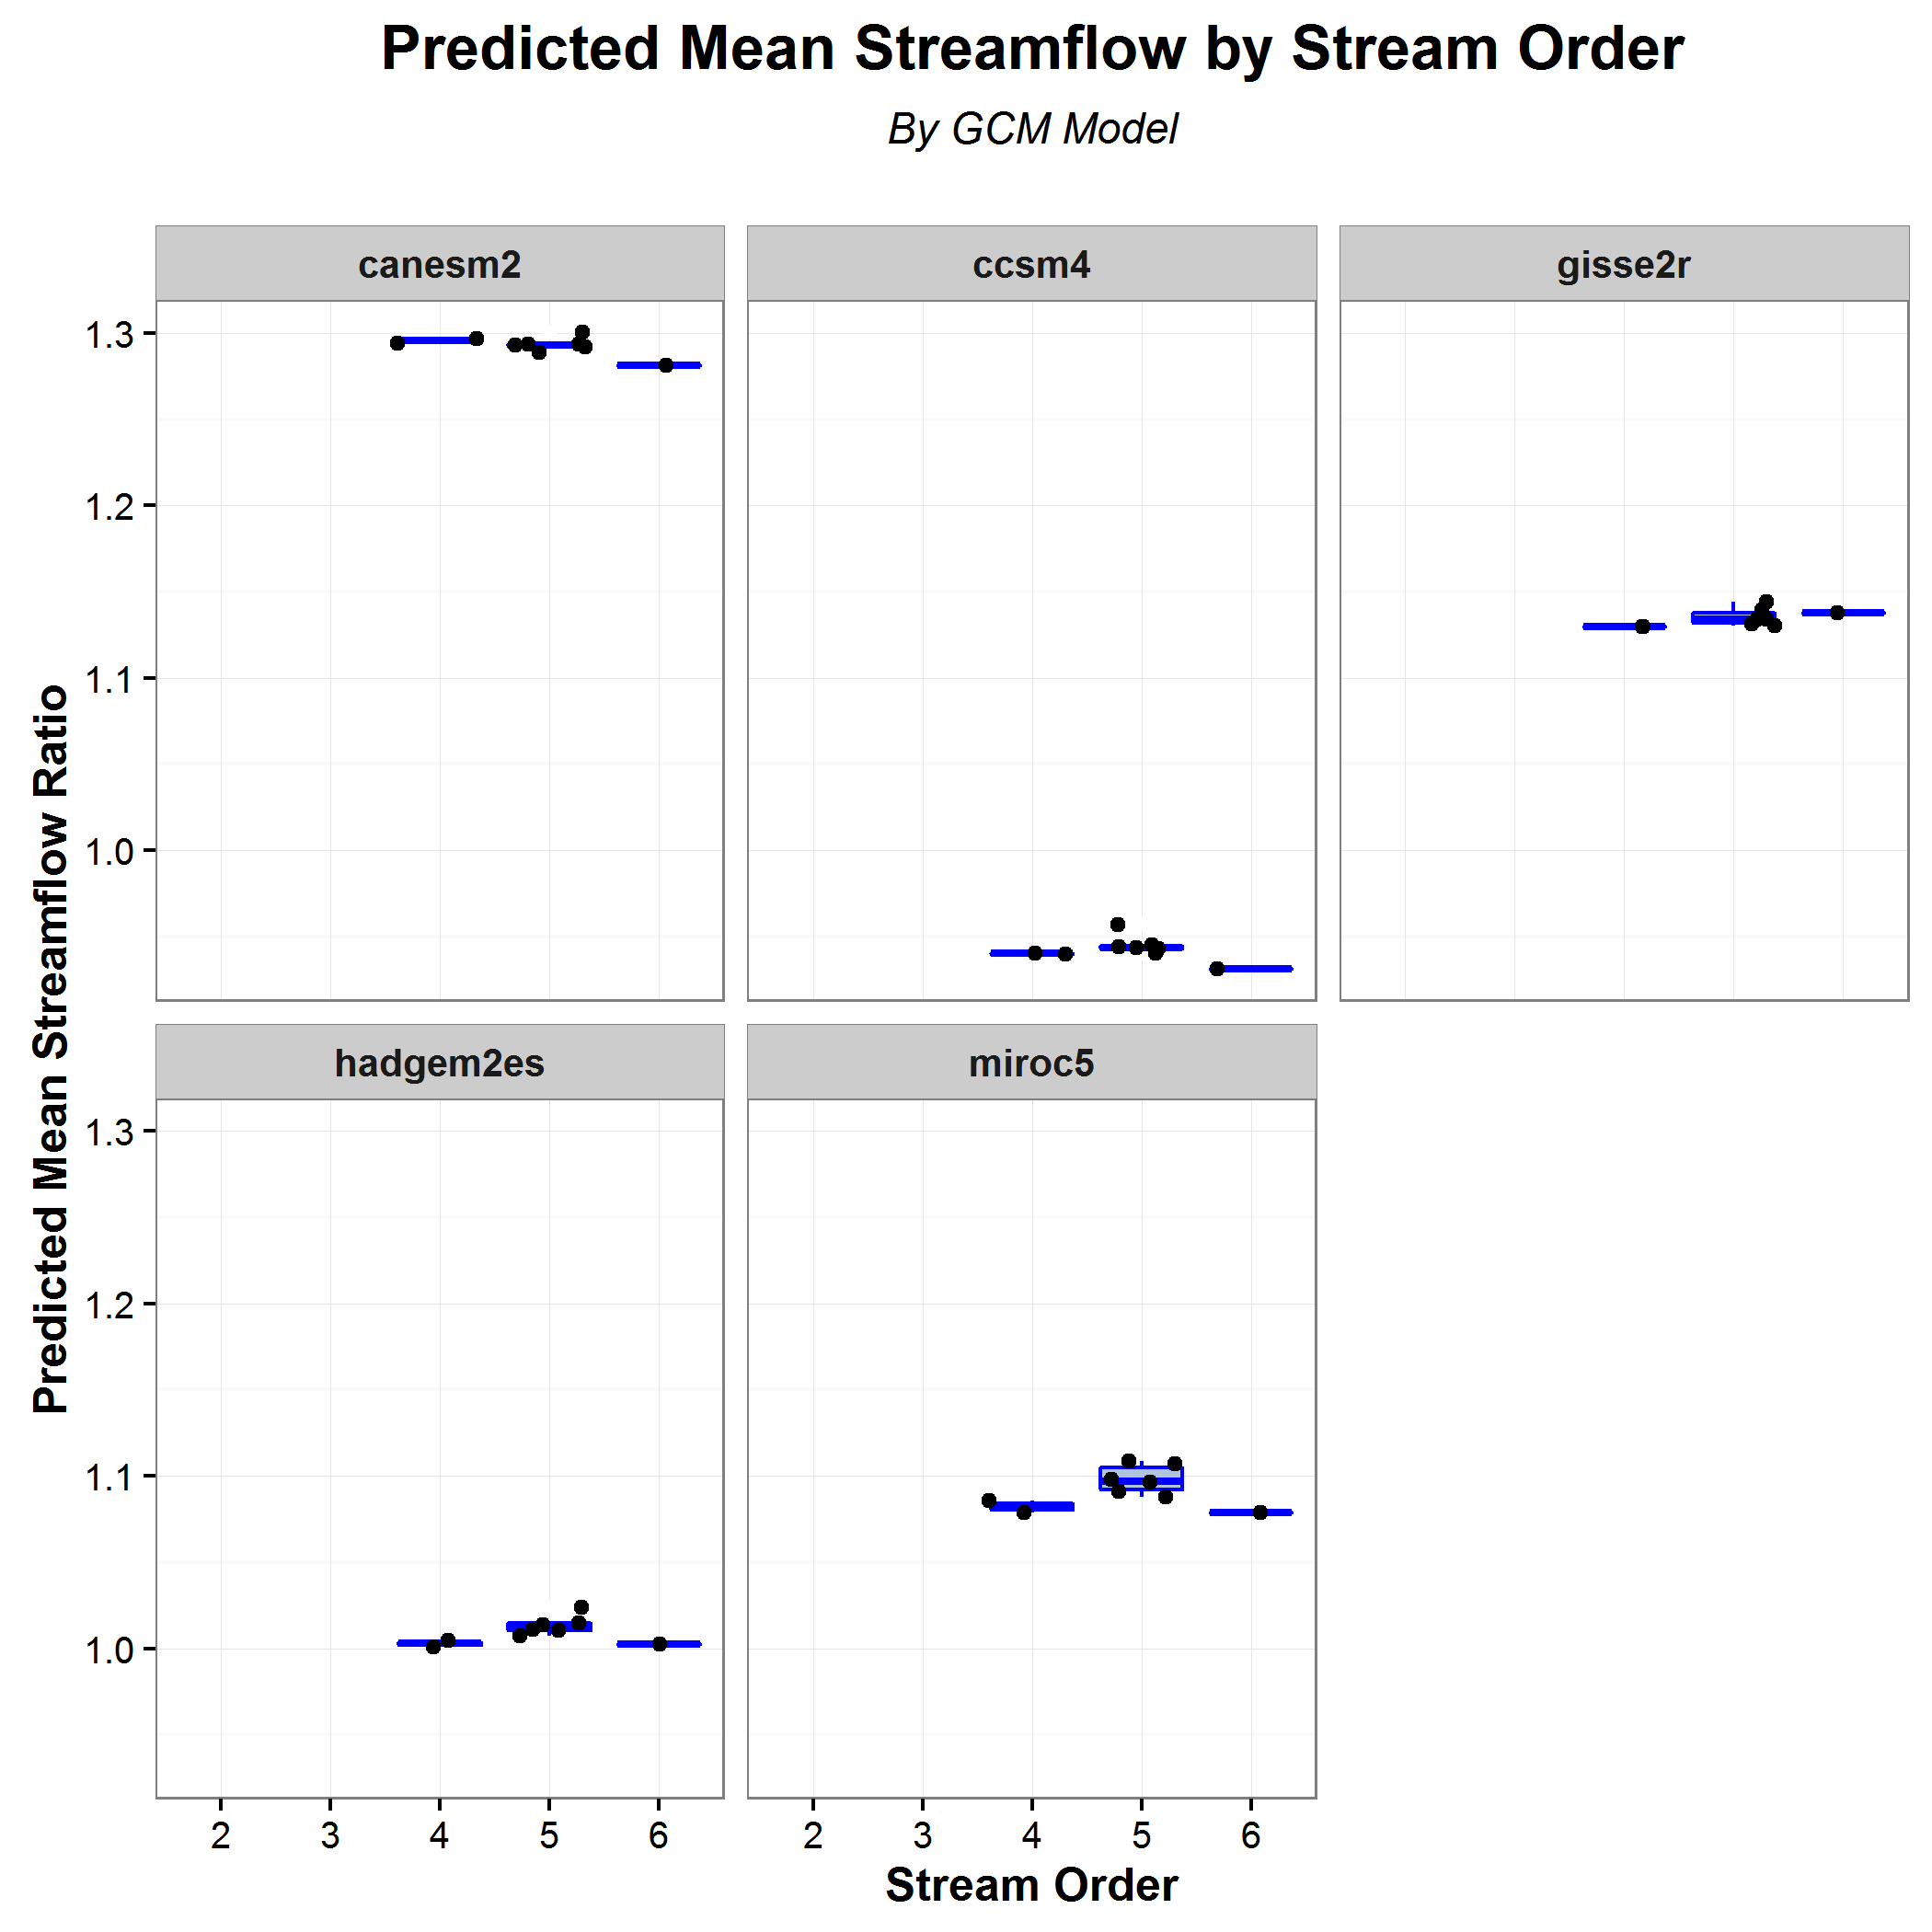 Predicted Mean Streamflow by Stream Order
By GCM Model
canesm2
ccsm4
gisse2r
1.3
1.2
1.1
1.0
Predicted Mean Streamflow Ratio
hadgem2es
miroc5
1.3
1.2
1.1
1.0
2 3 4 5 6
2 3 4 5 6
Stream Order